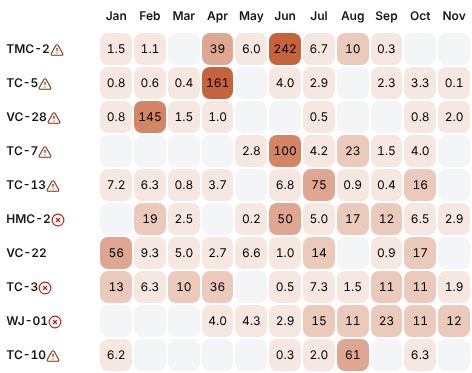 Jan Feb Mar Apr May Jun Jul Aug Sep Oct Nov
TMC-2 1.5 1.1 39 6.0 242 6.7 10 0.3
TC-5 0.8 0.6 0.4 161 4.0 2.9 2.3 3.3 0.1
VC-28 0.8 145 1.5 1.0 0.5 0.8 2.0
TC-7 2.8 100 4.2 23 1.5 4.0
TC-13 7.2 6.3 0.8 3.7 6.8 75 0.9 0.4 16
HMC-2 19 2.5 0.2 50 5.0 17 12 6.5 2.9
VC-22 56 9.3 5.0 2.7 6.6 1.0 14 0.9 17
TC-3 13 6.3 10 36 0.5 7.3 1.5 11 11 1.9
WJ-01 4.0 4.3 2.9 15 11 23 11 12
TC-10 6.2 0.3 2.0 61 6.3